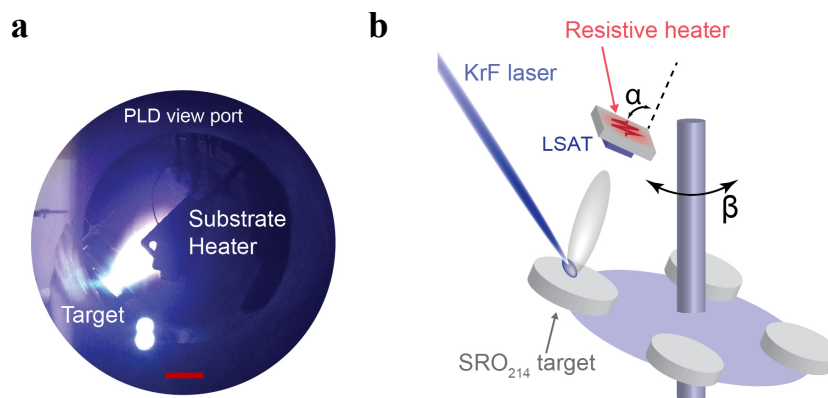 a
PLD view port
Substrate
Heater
Target
b
Resistive heater
KrF laser
α
LSAT
β
SRO₂₁₄ target